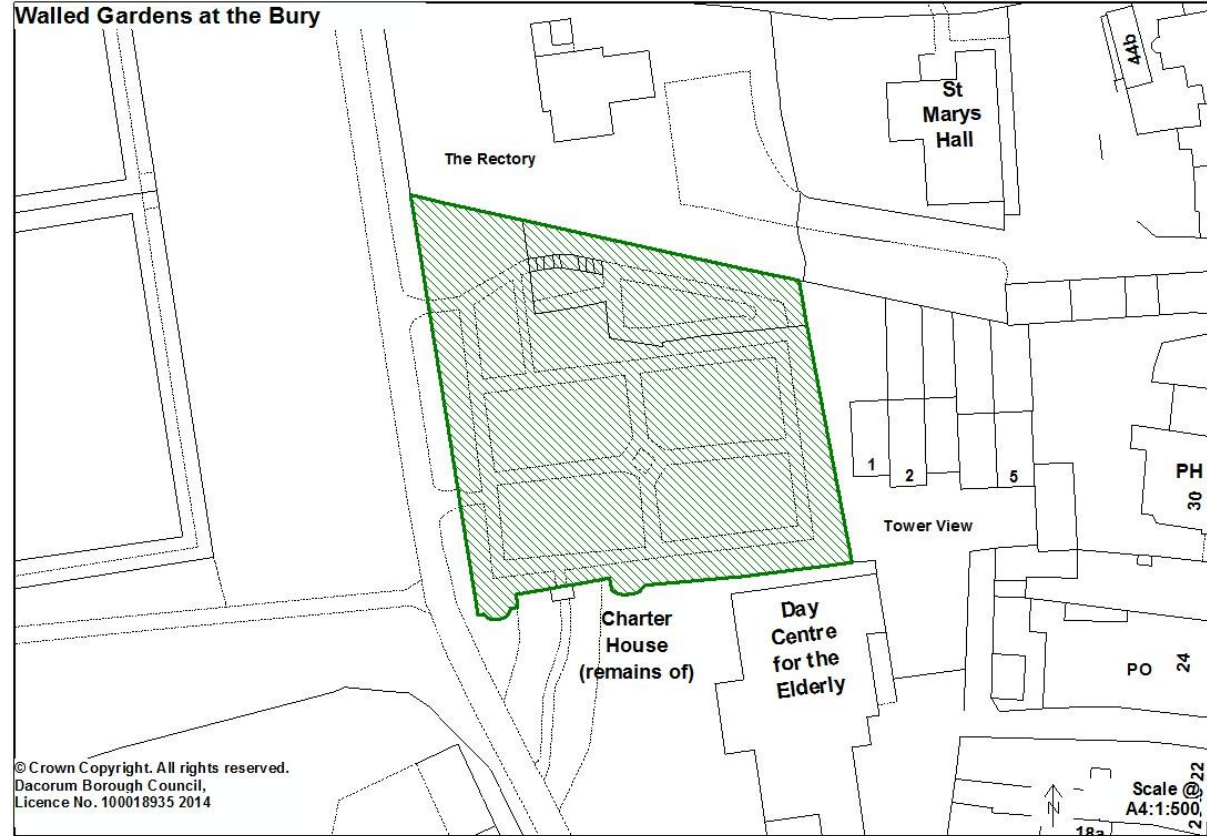 Walled Gardens at the Bury
44b
St
Marys
Hall
The Rectory
1
2
5
PH
30
Tower View
Charter
House
(remains of)
Day
Centre
for the
Elderly
PO
24
© Crown Copyright. All rights reserved.
Dacorum Borough Council,
Licence No. 100018935 2014
N
Scale @
A4:1:500
22
18a